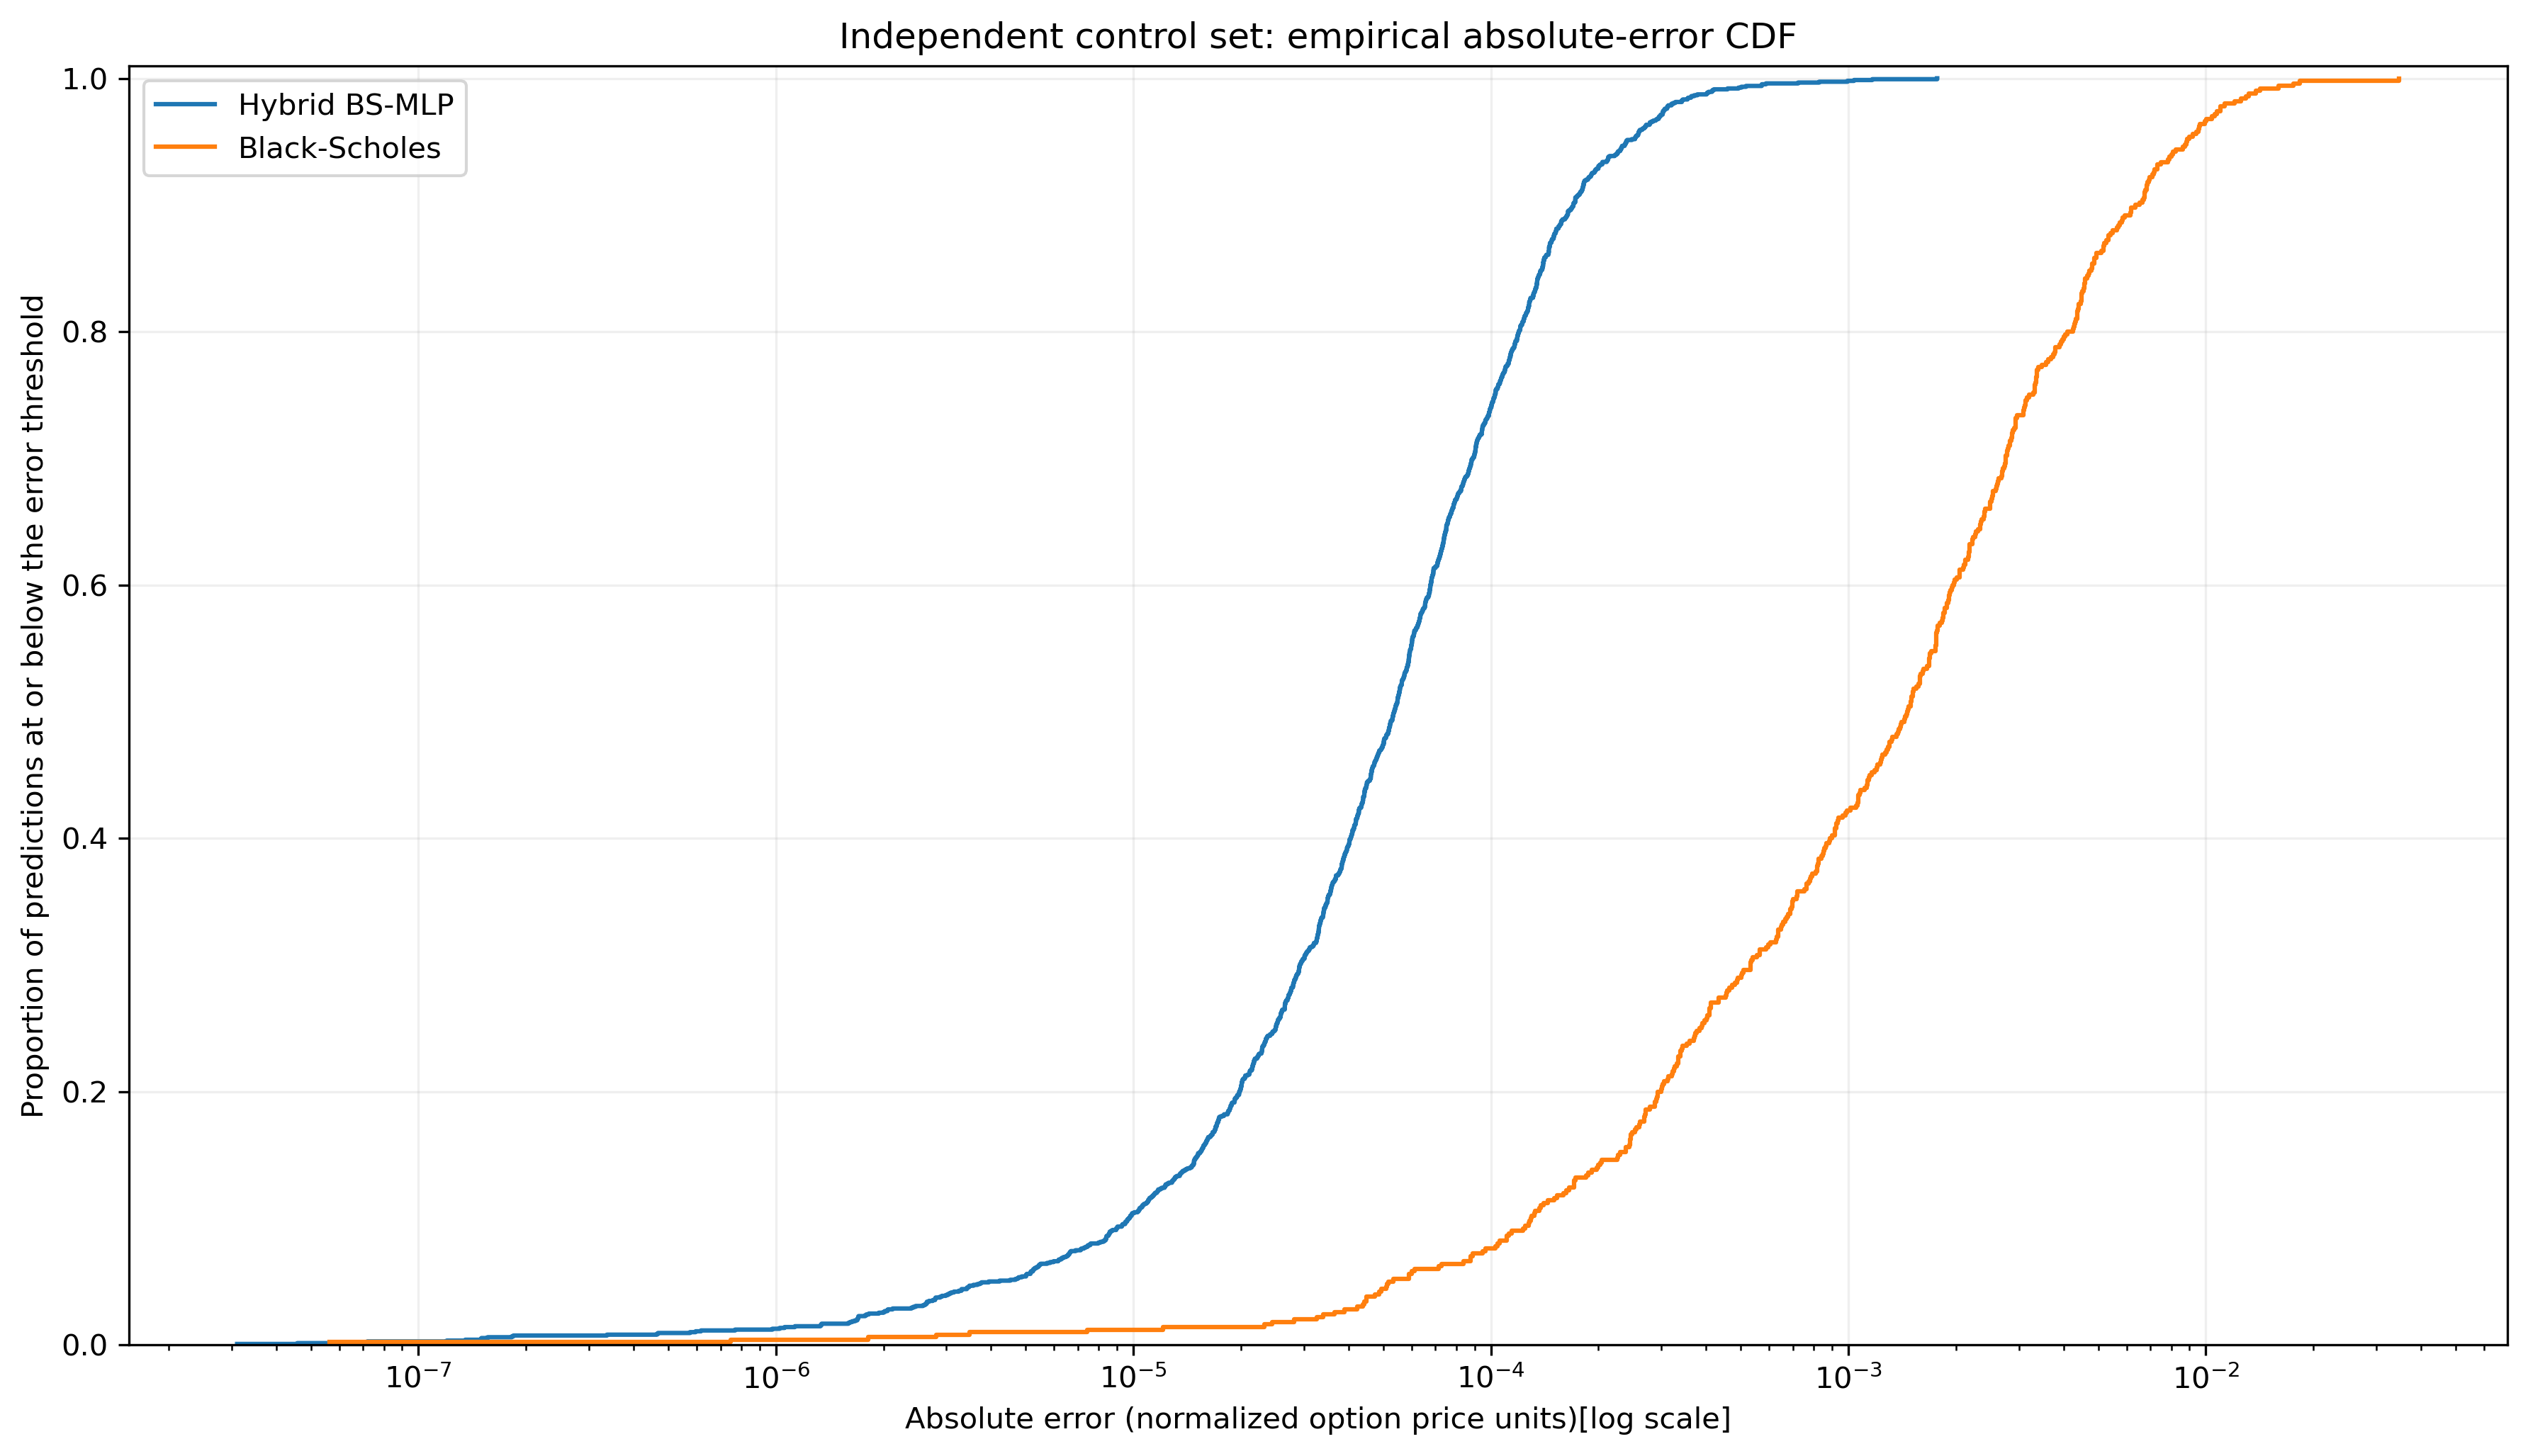 Independent control set: empirical absolute-error CDF
Hybrid BS-MLP
Black-Scholes
Proportion of predictions at or below the error threshold
1.0
0.8
0.6
0.4
0.2
0.0
10⁻⁷ 10⁻⁶ 10⁻⁵ 10⁻⁴ 10⁻³ 10⁻²
Absolute error (normalized option price units)[log scale]